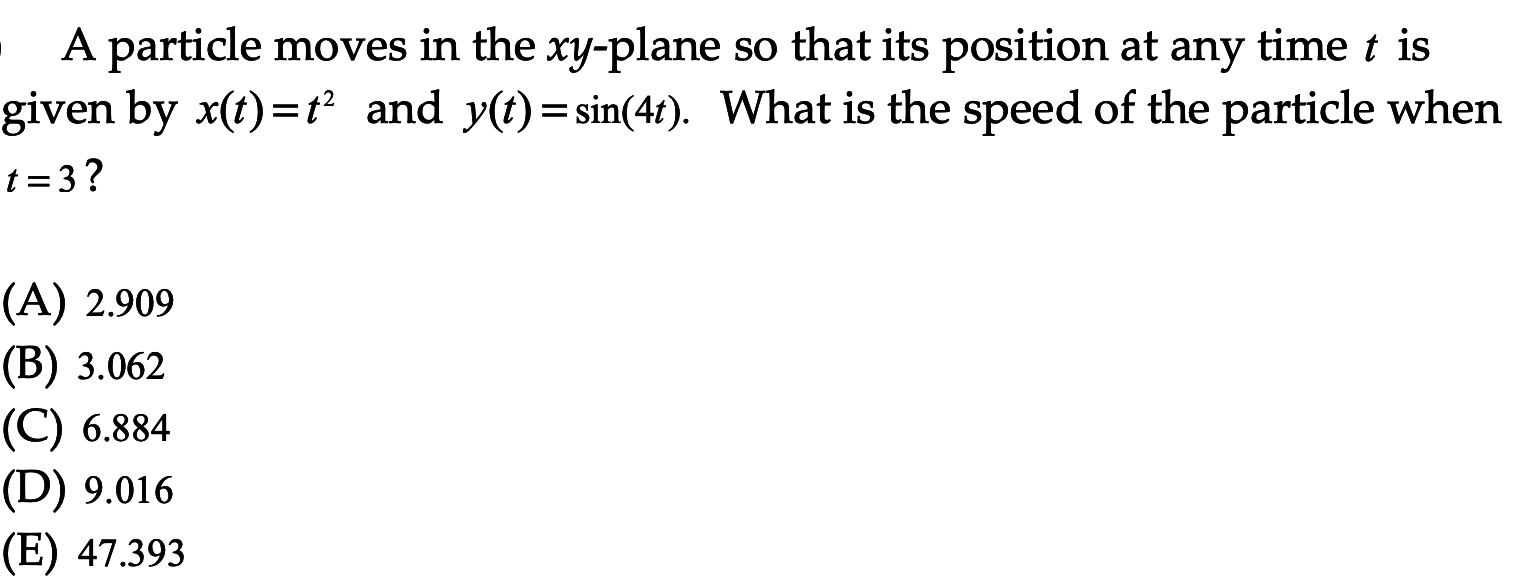 A particle moves in the xy-plane so that its position at any time t is
given by x(t)=t² and y(t)=sin(4t). What is the speed of the particle when
t=3?
(A) 2.909
(B) 3.062
(C) 6.884
(D) 9.016
(E) 47.393